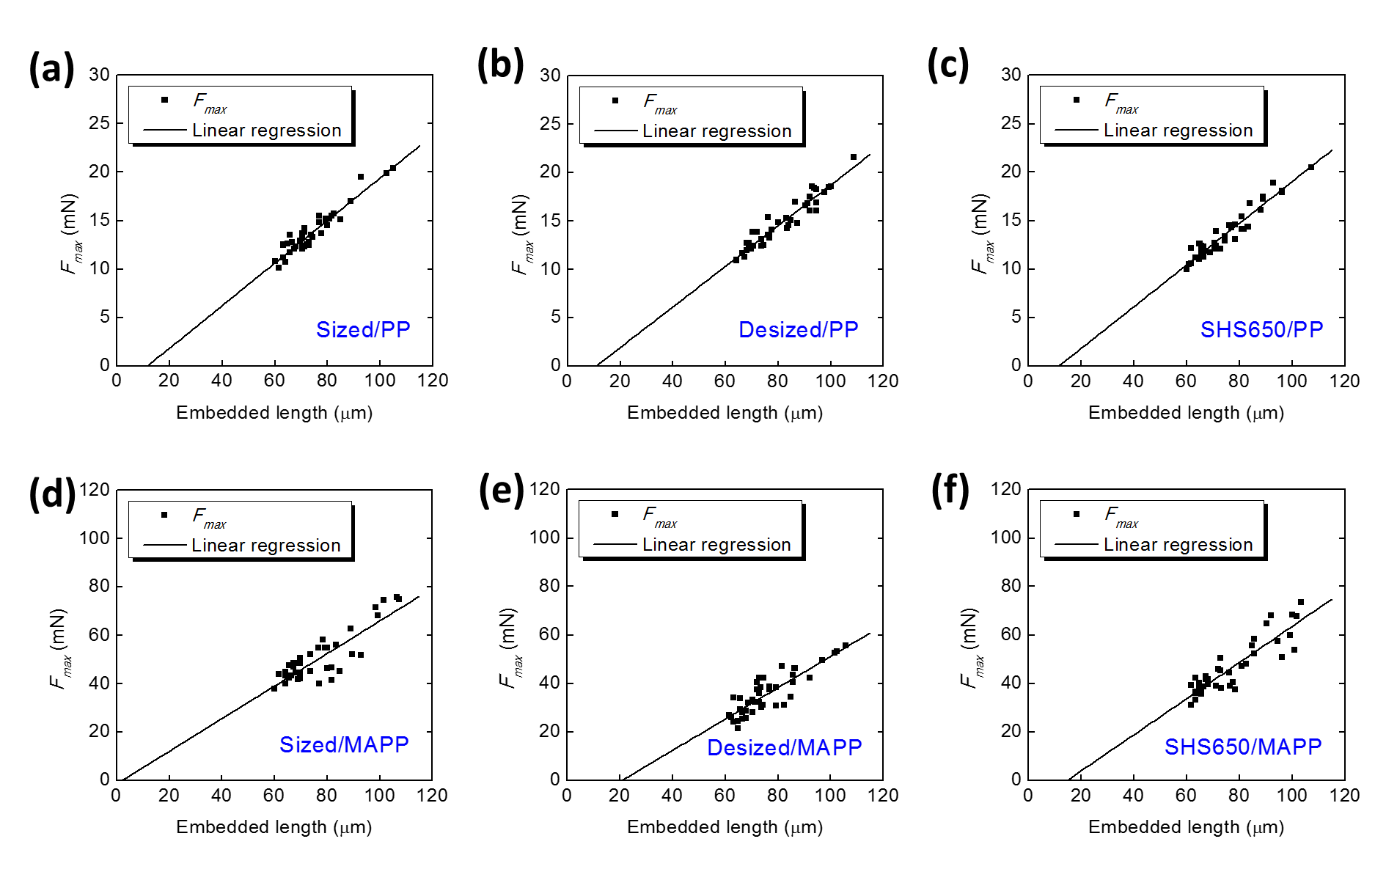 (a)
30
25
20
15
10
5
0
F_max (mN)
F_max
Linear regression
Sized/PP
0 20 40 60 80 100 120
Embedded length (μm)
(b)
30
25
20
15
10
5
0
F_max (mN)
F_max
Linear regression
Desized/PP
0 20 40 60 80 100 120
Embedded length (μm)
(c)
30
25
20
15
10
5
0
F_max (mN)
F_max
Linear regression
SHS650/PP
0 20 40 60 80 100 120
Embedded length (μm)
(d)
120
100
80
60
40
20
0
F_max (mN)
F_max
Linear regression
Sized/MAPP
0 20 40 60 80 100 120
Embedded length (μm)
(e)
120
100
80
60
40
20
0
F_max (mN)
F_max
Linear regression
Desized/MAPP
0 20 40 60 80 100 120
Embedded length (μm)
(f)
120
100
80
60
40
20
0
F_max (mN)
F_max
Linear regression
SHS650/MAPP
0 20 40 60 80 100 120
Embedded length (μm)